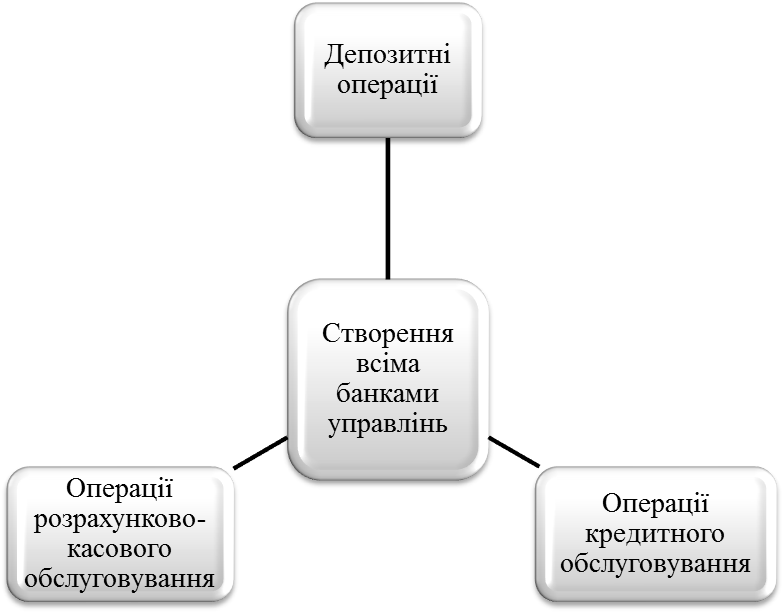 Депозитні
операції
Створення
всіма
банками
управлінь
Операції
розрахунково-
касового
обслуговування
Операції
кредитного
обслуговування